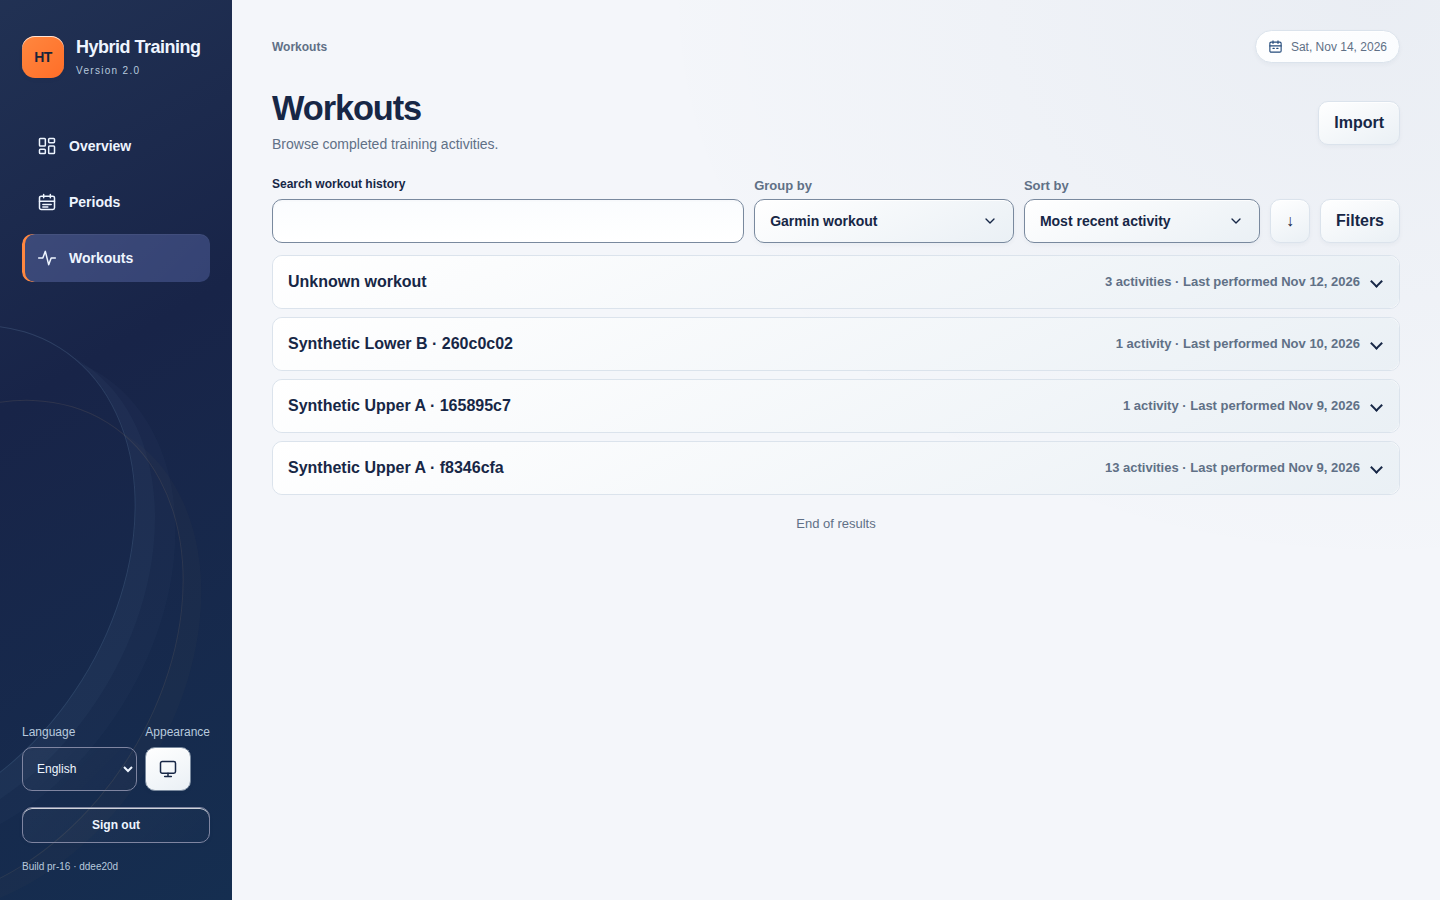 HT
Hybrid Training
Version 2.0
Overview
Periods
Workouts
Language
Appearance
English
Sign out
Build pr-16 · ddee20d
Workouts
Sat, Nov 14, 2026
Workouts
Browse completed training activities.
Import
Search workout history
Group by
Sort by
Garmin workout
Most recent activity
↓
Filters
Unknown workout
3 activities · Last performed Nov 12, 2026
Synthetic Lower B · 260c0c02
1 activity · Last performed Nov 10, 2026
Synthetic Upper A · 165895c7
1 activity · Last performed Nov 9, 2026
Synthetic Upper A · f8346cfa
13 activities · Last performed Nov 9, 2026
End of results